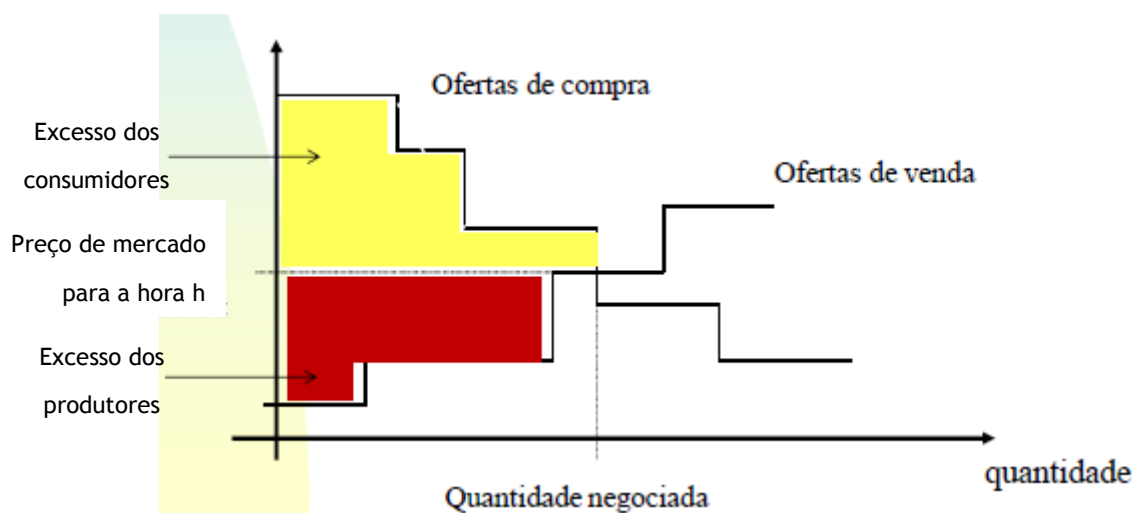 Ofertas de compra
Excesso dos
consumidores
Ofertas de venda
Preço de mercado
para a hora h
Excesso dos
produtores
quantidade
Quantidade negociada